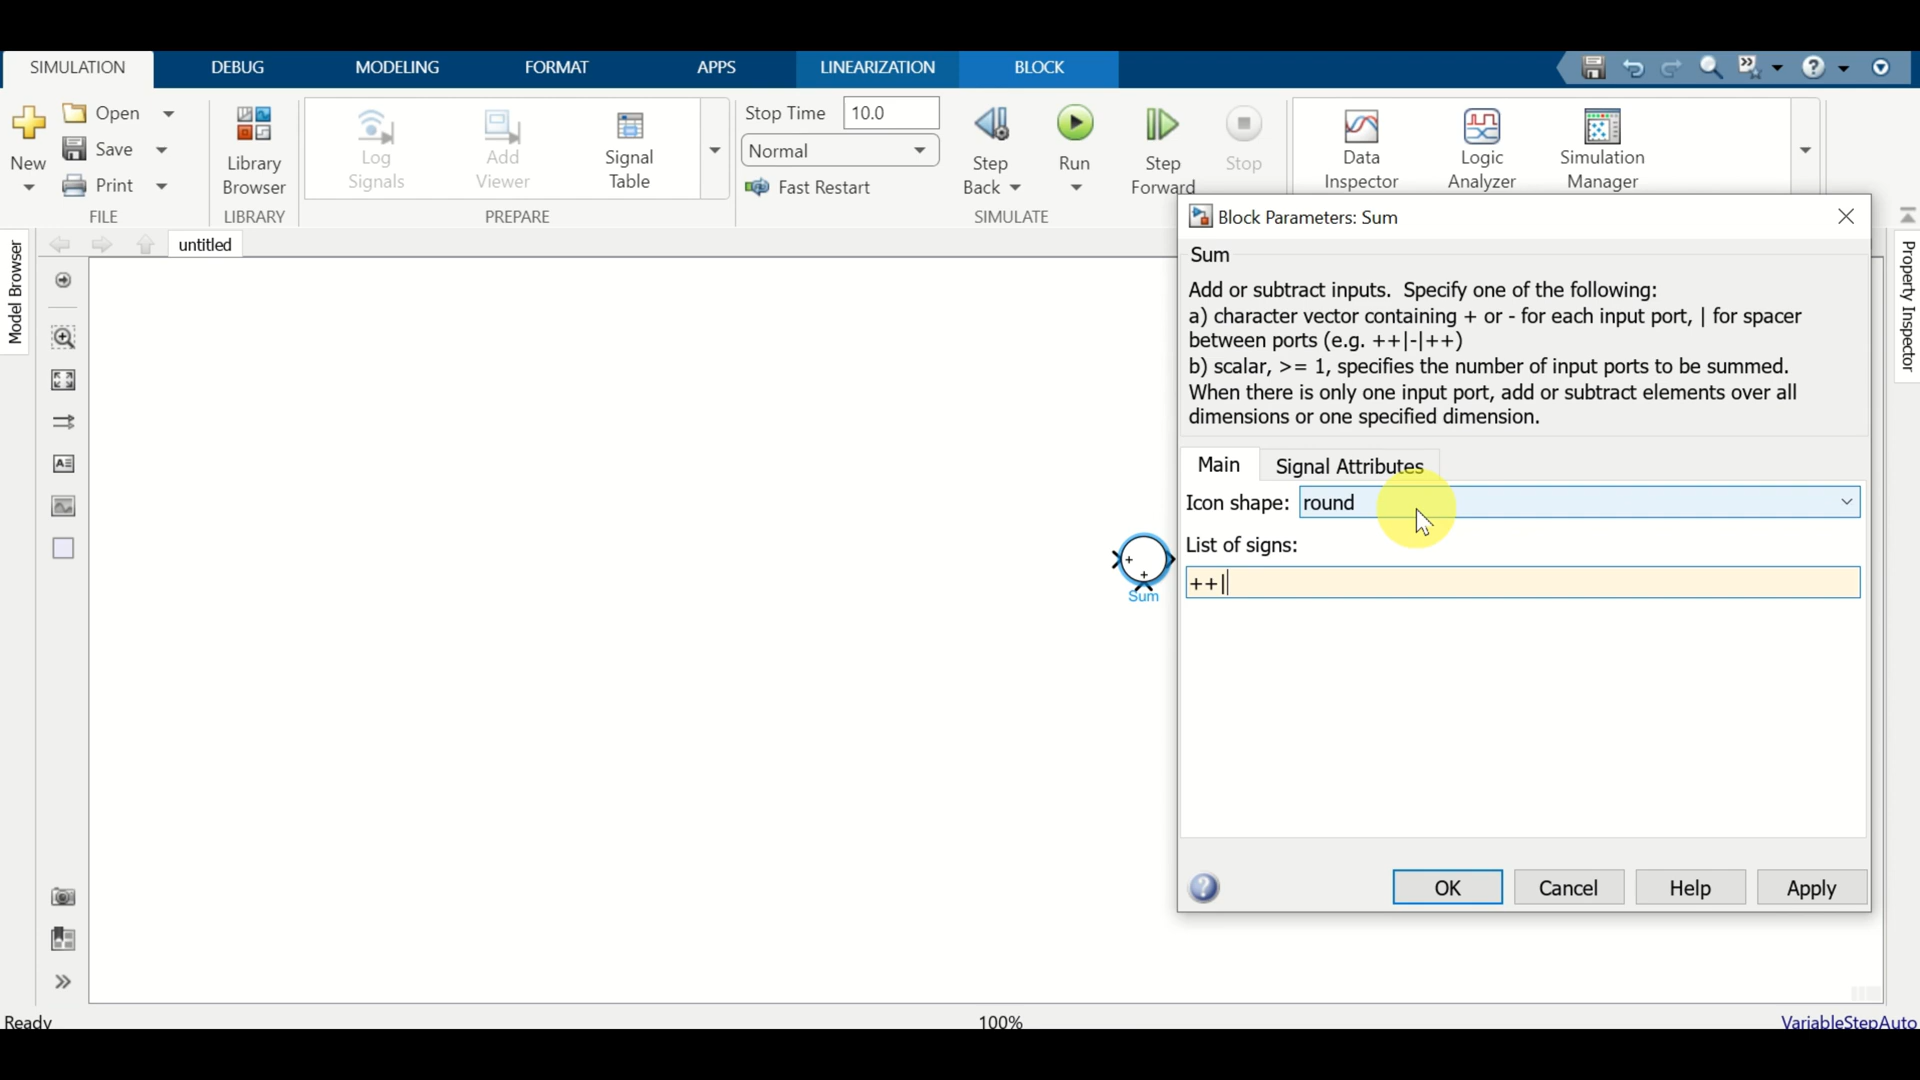 SIMULATION DEBUG MODELING FORMAT APPS LINEARIZATION BLOCK
New
Open
Save
Print
FILE
Library
Browser
LIBRARY
Log
Signals
Add
Viewer
Signal
Table
PREPARE
Stop Time 10.0
Normal
Fast Restart
Step
Back
Run
Step
Forward
Stop
SIMULATE
Data
Inspector
Logic
Analyzer
Simulation
Manager
Model Browser
untitled
Property Inspector
+
+
Sum
Block Parameters: Sum
Sum
Add or subtract inputs. Specify one of the following:
a) character vector containing + or - for each input port, | for spacer
between ports (e.g. ++|-|++)
b) scalar, >= 1, specifies the number of input ports to be summed.
When there is only one input port, add or subtract elements over all
dimensions or one specified dimension.
Main Signal Attributes
Icon shape: round
List of signs:
++|
OK Cancel Help Apply
Ready 100% VariableStepAuto